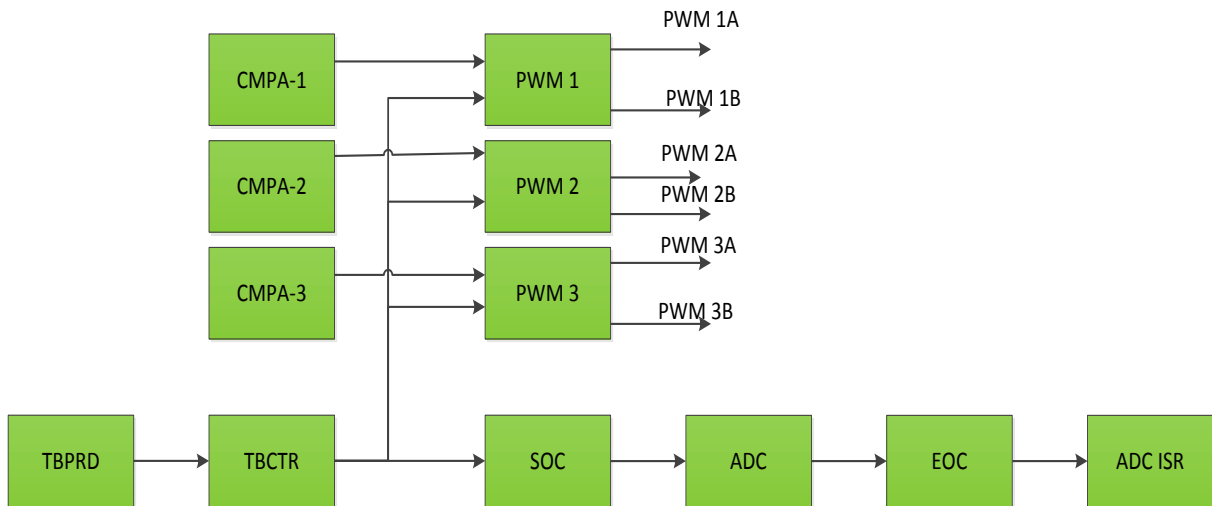 PWM 1A
CMPA-1
PWM 1
PWM 1B
PWM 2A
CMPA-2
PWM 2
PWM 2B
PWM 3A
CMPA-3
PWM 3
PWM 3B
TBPRD
TBCTR
SOC
ADC
EOC
ADC ISR